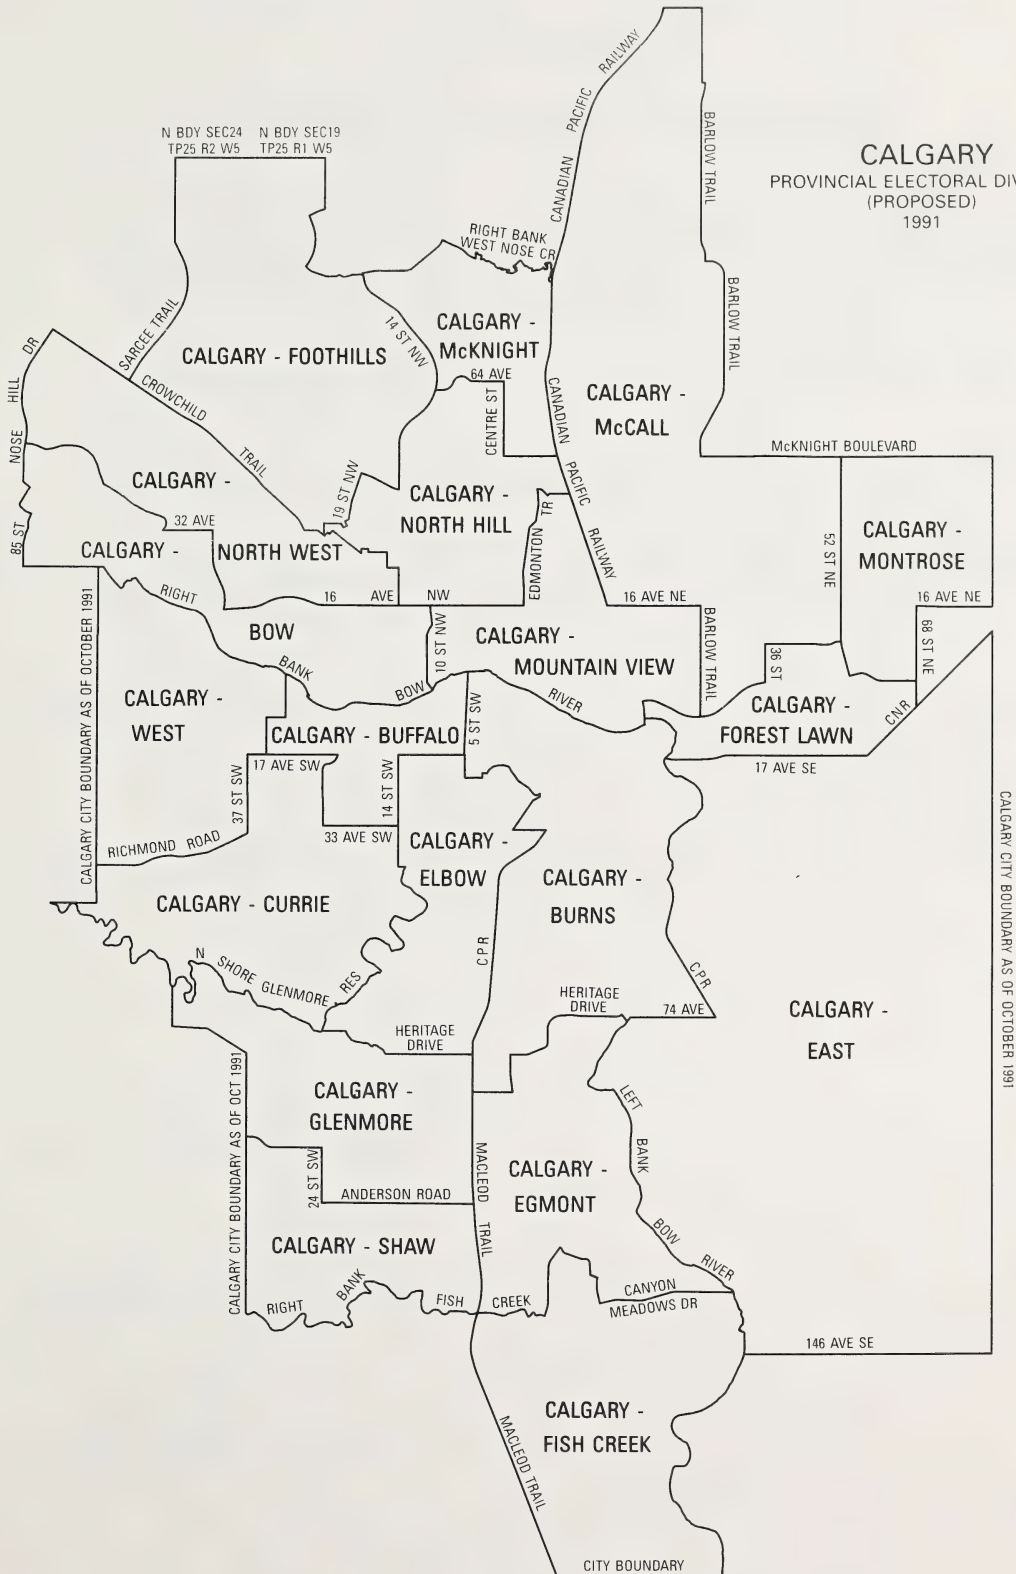 CALGARY
PROVINCIAL ELECTORAL DIV
(PROPOSED)
1991
N BDY SEC24
TP25 R2 W5
N BDY SEC19
TP25 R1 W5
CANADIAN PACIFIC RAILWAY
BARLOW TRAIL
RIGHT BANK
WEST NOSE CR
BARLOW TRAIL
SARCEE TRAIL
NOSE HILL DR
CALGARY - FOOTHILLS
14 ST NW
CALGARY -
McKNIGHT
64 AVE
CENTRE ST
CANADIAN PACIFIC RAILWAY
CALGARY -
McCALL
CROWCHILD TRAIL
McKNIGHT BOULEVARD
CALGARY -
NORTH WEST
19 ST NW
CALGARY -
NORTH HILL
EDMONTON TR
52 ST NE
CALGARY -
MONTROSE
85 ST
32 AVE
CALGARY -
BOW
16 AVE NW
16 AVE NE
16 AVE NE
RIGHT BANK BOW RIVER
10 ST NW
CALGARY -
MOUNTAIN VIEW
BARLOW TRAIL
36 ST
68 ST NE
CALGARY CITY BOUNDARY AS OF OCTOBER 1991
CALGARY -
WEST
CALGARY - BUFFALO
5 ST SW
CALGARY -
FOREST LAWN
CNR
17 AVE SW
17 AVE SE
37 ST SW
14 ST SW
33 AVE SW
RICHMOND ROAD
CALGARY -
ELBOW
CALGARY - CURRIE
CALGARY -
BURNS
CPR
CPR
CALGARY CITY BOUNDARY AS OF OCTOBER 1991
N SHORE GLENMORE RES
HERITAGE
DRIVE
HERITAGE
DRIVE
74 AVE
CALGARY -
EAST
CALGARY CITY BOUNDARY AS OF OCT 1991
CALGARY -
GLENMORE
LEFT BANK BOW RIVER
24 ST SW
ANDERSON ROAD
MACLEOD TRAIL
CALGARY -
EGMONT
CALGARY - SHAW
RIGHT BANK FISH CREEK
CANYON
MEADOWS DR
146 AVE SE
CALGARY -
FISH CREEK
MACLEOD TRAIL
CITY BOUNDARY